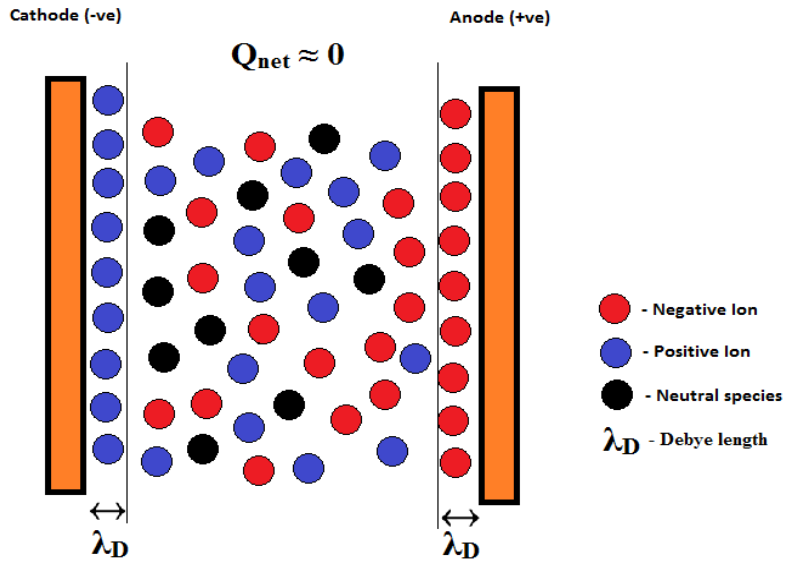 Cathode (-ve)
Anode (+ve)
Qnet ≈ 0
- Negative Ion
- Positive Ion
- Neutral species
λD - Debye length
λD
λD